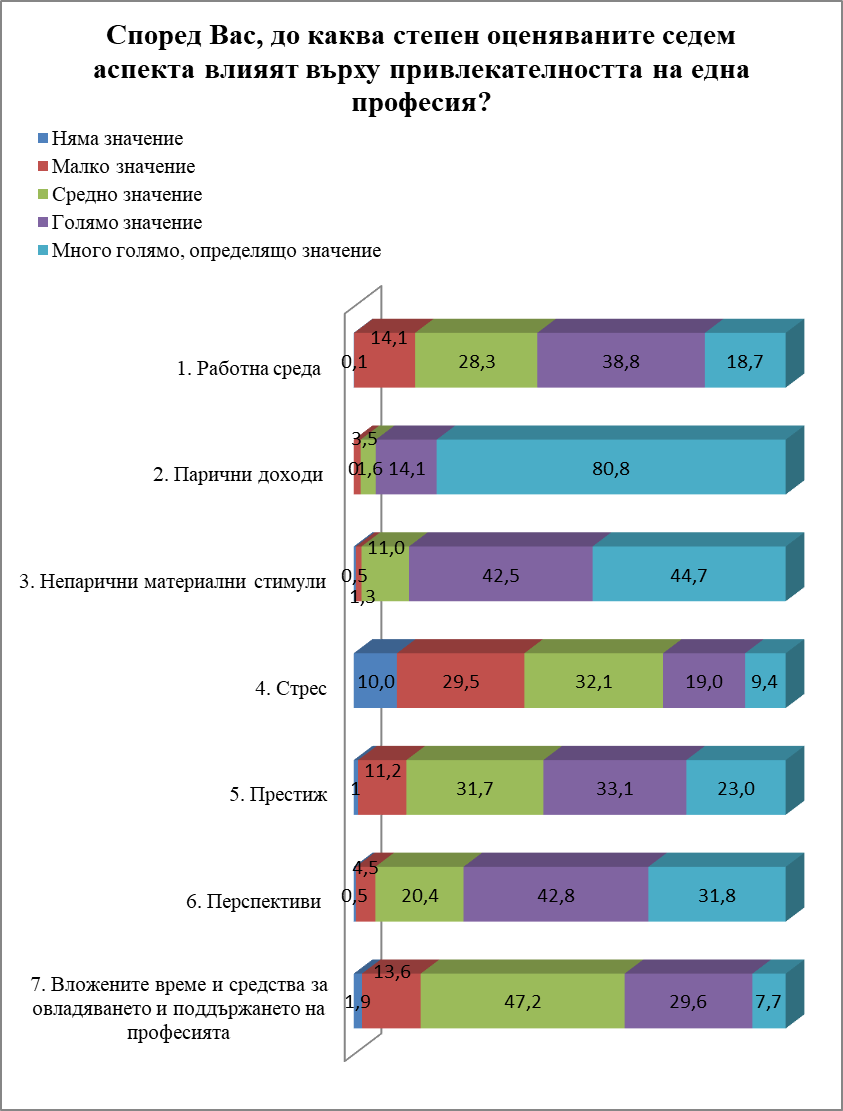 Според Вас, до каква степен оценяваните седем
аспекта влияят върху привлекателността на една
професия?
Няма значение
Малко значение
Средно значение
Голямо значение
Много голямо, определящо значение
1. Работна среда
0,1 14,1 28,3 38,8 18,7
2. Парични доходи
0 1,6 3,5 14,1 80,8
3. Непарични материални стимули
0,5 1,3 11,0 42,5 44,7
4. Стрес
10,0 29,5 32,1 19,0 9,4
5. Престиж
1 11,2 31,7 33,1 23,0
6. Перспективи
0,5 4,5 20,4 42,8 31,8
7. Вложените време и средства за
овладяването и поддържането на
професията
1,9 13,6 47,2 29,6 7,7